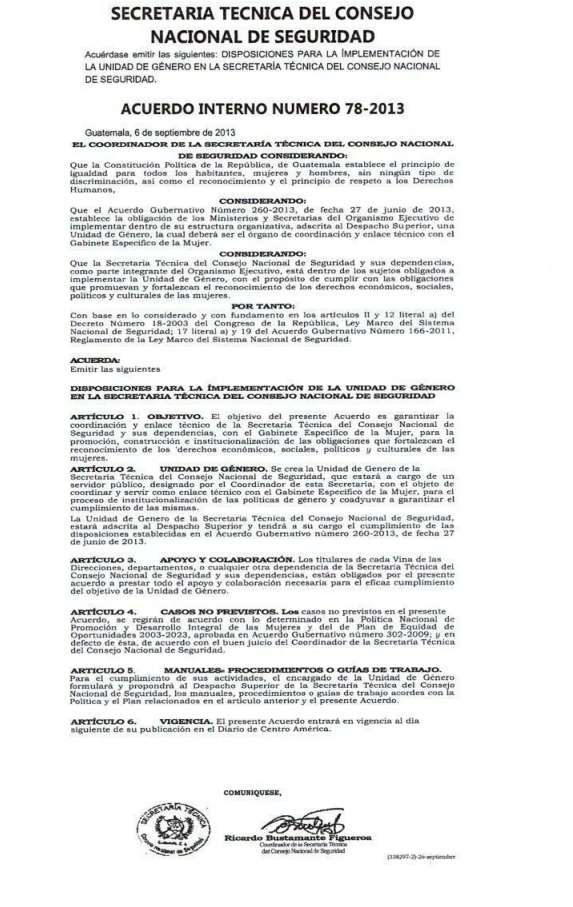 SECRETARIA TECNICA DEL CONSEJO
NACIONAL DE SEGURIDAD
Acuérdase emitir las siguientes: DISPOSICIONES PARA LA ÍMPLEMENTACIÓN DE
LA UNIDAD DE GÉNERO EN LA SECRETARÍA TÉCNICA DEL CONSEJO NACIONAL
DE SEGURIDAD.
ACUERDO INTERNO NUMERO 78-2013
Guatemala, 6 de septiembre de 2013
EL COORDINADOR DE LA SECRETARÍA TÉCNICA DEL CONSEJO NACIONAL
DE SEGURIDAD CONSIDERANDO:
Que la Constitución Política de la República, de Guatemala establece el principio de
igualdad para todos los habitantes, mujeres y hombres, sin ningún tipo de
discriminación, así como el reconocimiento y el principio de respeto a los Derechos
Humanos,
CONSIDERANDO:
Que el Acuerdo Gubernativo Número 260-2013, de fecha 27 de junio de 2013,
establece la obligación de los Ministerios y Secretarias del Organismo Ejecutivo de
implementar dentro de su estructura organizativa, adscrita al Despacho Superior, una
Unidad de Género, la cual deberá ser el órgano de coordinación y enlace técnico con el
Gabinete Específico de la Mujer.
CONSIDERANDO:
Que la Secretaria Técnica del Consejo Nacional de Seguridad y sus dependencias,
como parte integrante del Organismo Ejecutivo, está dentro de los sujetos obligados a
implementar la Unidad de Género, con el propósito de cumplir con las obligaciones
que promuevan y fortalezcan el reconocimiento de los derechos económicos, sociales,
políticos y culturales de las mujeres.
POR TANTO:
Con base en lo considerado y con fundamento en los artículos II y 12 literal a) del
Decreto Número 18-2003 del Congreso de la República, Ley Marco del Sistema
Nacional de Seguridad; 17 literal a) y 19 del Acuerdo Gubernativo Número 166-2011,
Reglamento de la Ley Marco del Sistema Nacional de Seguridad.
ACUERDA:
Emitir las siguientes
DISPOSICIONES PARA LA ÍMPLEMENTACIÓN DE LA UNIDAD DE GÉNERO
EN LA SECRETARÍA TÉCNICA DEL CONSEJO NACIONAL DE SEGURIDAD
ARTÍCULO 1. OBJETIVO. El objetivo del presente Acuerdo es garantizar la
coordinación y enlace técnico de la Secretaria Técnica del Consejo Nacional de
Seguridad y sus dependencias, con el Gabinete Específico de la Mujer, para la
promoción, construcción e institucionalización de las obligaciones que fortalezcan el
reconocimiento de los 'derechos económicos, sociales, políticos y culturales de las
mujeres.
ARTÍCULO 2. UNIDAD DE GÉNERO. Se crea la Unidad de Genero de la
Secretaría Técnica del Consejo Nacional de Seguridad, que estará a cargo de un
servidor público, designado por el Coordinador de esta Secretaría, con el objeto de
coordinar y servir como enlace técnico con el Gabinete Específico de la Mujer, para el
proceso de institucionalización de las políticas de género y coadyuvar a garantizar el
cumplimiento de las mismas.
La Unidad de Genero de la Secretaría Técnica del Consejo Nacional de Seguridad,
estará adscrita al Despacho Superior y tendrá a su cargo el cumplimiento de las
disposiciones establecidas en el Acuerdo Gubernativo número 260-2013, de fecha 27
de junio de 2013.
ARTÍCULO 3. APOYO Y COLABORACIÓN. Los titulares de cada Vina de las
Direcciones, departamentos, o cualquier otra dependencia de la Secretaría Técnica del
Consejo Nacional de Seguridad y sus dependencias, están obligados por el presente
acuerdo a prestar todo el apoyo y colaboración necesaria para el eficaz cumplimiento
del objetivo de la Unidad de Género.
ARTÍCULO 4. CASOS NO PREVISTOS. Los casos no previstos en el presente
Acuerdo, se regirán de acuerdo con lo determinado en la Política Nacional de
Promoción y Desarrollo Integral de las Mujeres y del de Plan de Equidad de
Oportunidades 2003-2023, aprobada en Acuerdo Gubernativo número 302-2009; y en
defecto de ésta, de acuerdo con el buen juicio del Coordinador de la Secretaría Técnica
del Consejo Nacional de Seguridad.
ARTICULO 5. MANUALES- PROCEDIMIENTOS O GUÍAS DE TRABAJO.
Para el cumplimiento de sus actividades, el encargado de la Unidad de Género
formulará y propondrá al Despacho Superior de la Secretaría Técnica del Consejo
Nacional de Seguridad, los manuales, procedimientos o guías de trabajo acordes con la
Política y el Plan relacionados en el artículo anterior y el presente Acuerdo.
ARTÍCULO 6. VIGENCIA. El presente Acuerdo entrará en vigencia al día
siguiente de su publicación en el Diario de Centro América.
COMUNIQUESE,
SECRETARÍA TÉCNICA
Consejo Nacional de Seguridad
Ricardo Bustamante Figueroa
Coordinador de la Secretaría Técnica
del Consejo Nacional de Seguridad
(338297-2)-26-septiembre